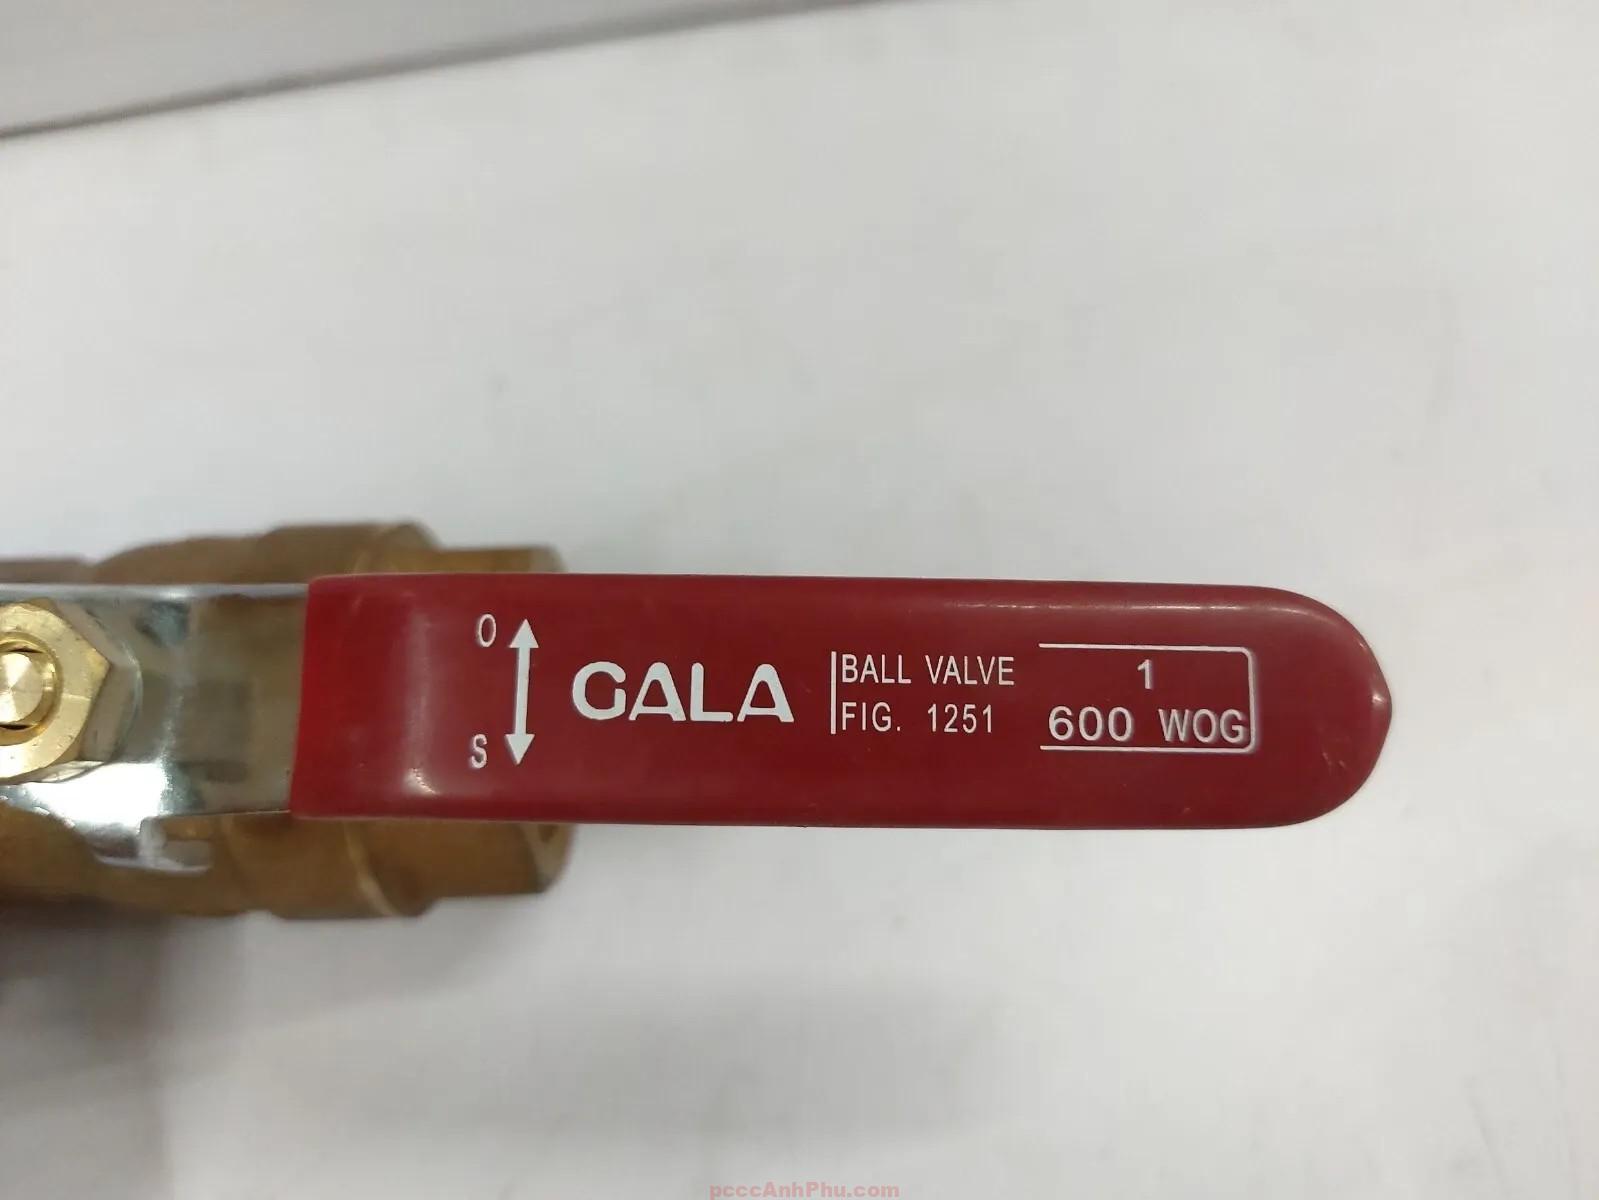 O
S
GALA
BALL VALVE
FIG. 1251
1
600 WOG
pcccAnhPhu.com